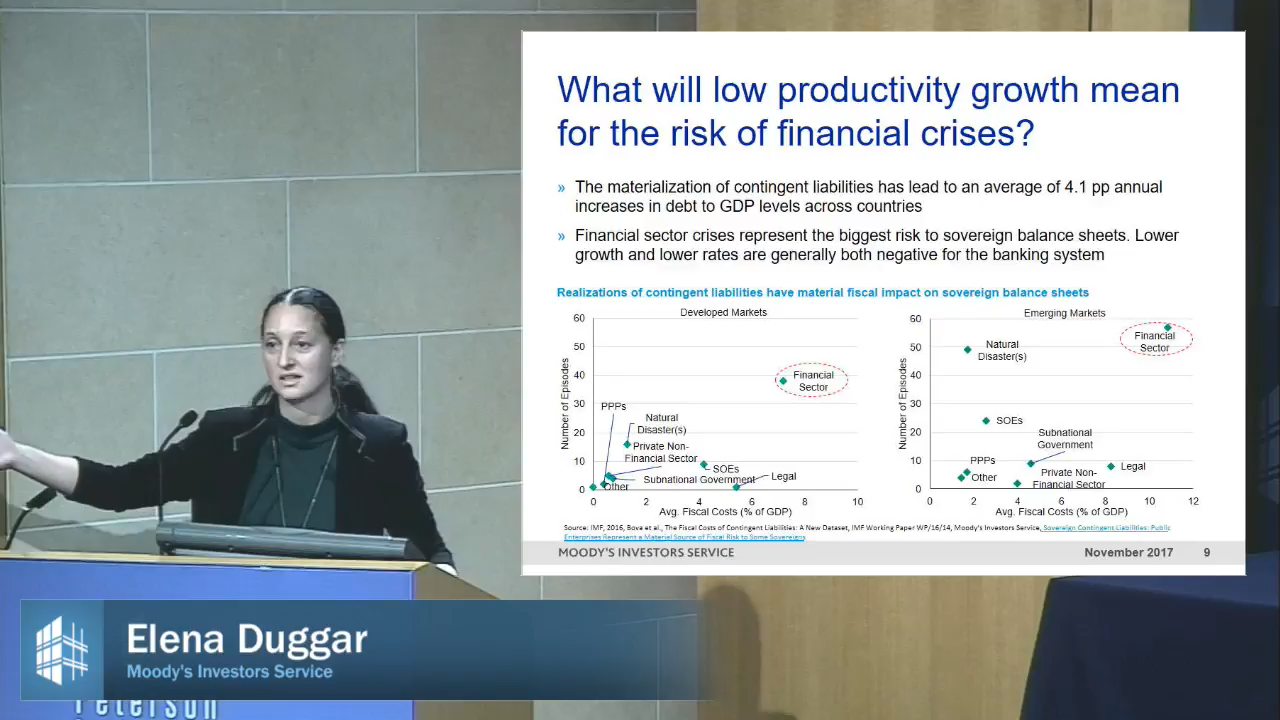 What will low productivity growth mean
for the risk of financial crises?
» The materialization of contingent liabilities has lead to an average of 4.1 pp annual
increases in debt to GDP levels across countries
» Financial sector crises represent the biggest risk to sovereign balance sheets. Lower
growth and lower rates are generally both negative for the banking system
Realizations of contingent liabilities have material fiscal impact on sovereign balance sheets
Developed Markets
60
50
40
30
20
10
0
Number of Episodes
Financial
Sector
PPPs
Natural
Disaster(s)
Private Non-
Financial Sector
SOEs
Subnational Government
Legal
Other
0 2 4 6 8 10
Avg. Fiscal Costs (% of GDP)
Emerging Markets
60
50
40
30
20
10
0
Number of Episodes
Financial
Sector
Natural
Disaster(s)
SOEs
Subnational
Government
PPPs
Other
Private Non-
Financial Sector
Legal
0 2 4 6 8 10 12
Avg. Fiscal Costs (% of GDP)
Source: IMF, 2016, Bova et al., The Fiscal Costs of Contingent Liabilities: A New Dataset, IMF Working Paper WP/16/14, Moody's Investors Service, Sovereign Contingent Liabilities: Public
Enterprises Represent a Material Source of Fiscal Risk to Some Sovereigns
MOODY'S INVESTORS SERVICE November 2017 9
Elena Duggar
Moody's Investors Service
Peterson